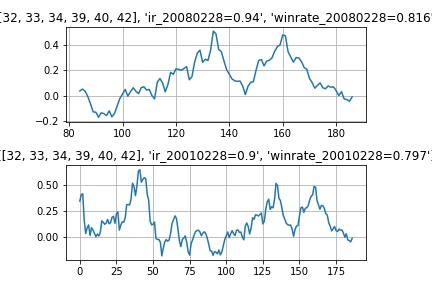 [32, 33, 34, 39, 40, 42], 'ir_20080228=0.94', 'winrate_20080228=0.816'
0.4
0.2
0.0
−0.2
80 100 120 140 160 180
[[32, 33, 34, 39, 40, 42], 'ir_20010228=0.9', 'winrate_20010228=0.797']
0.50
0.25
0.00
0 25 50 75 100 125 150 175